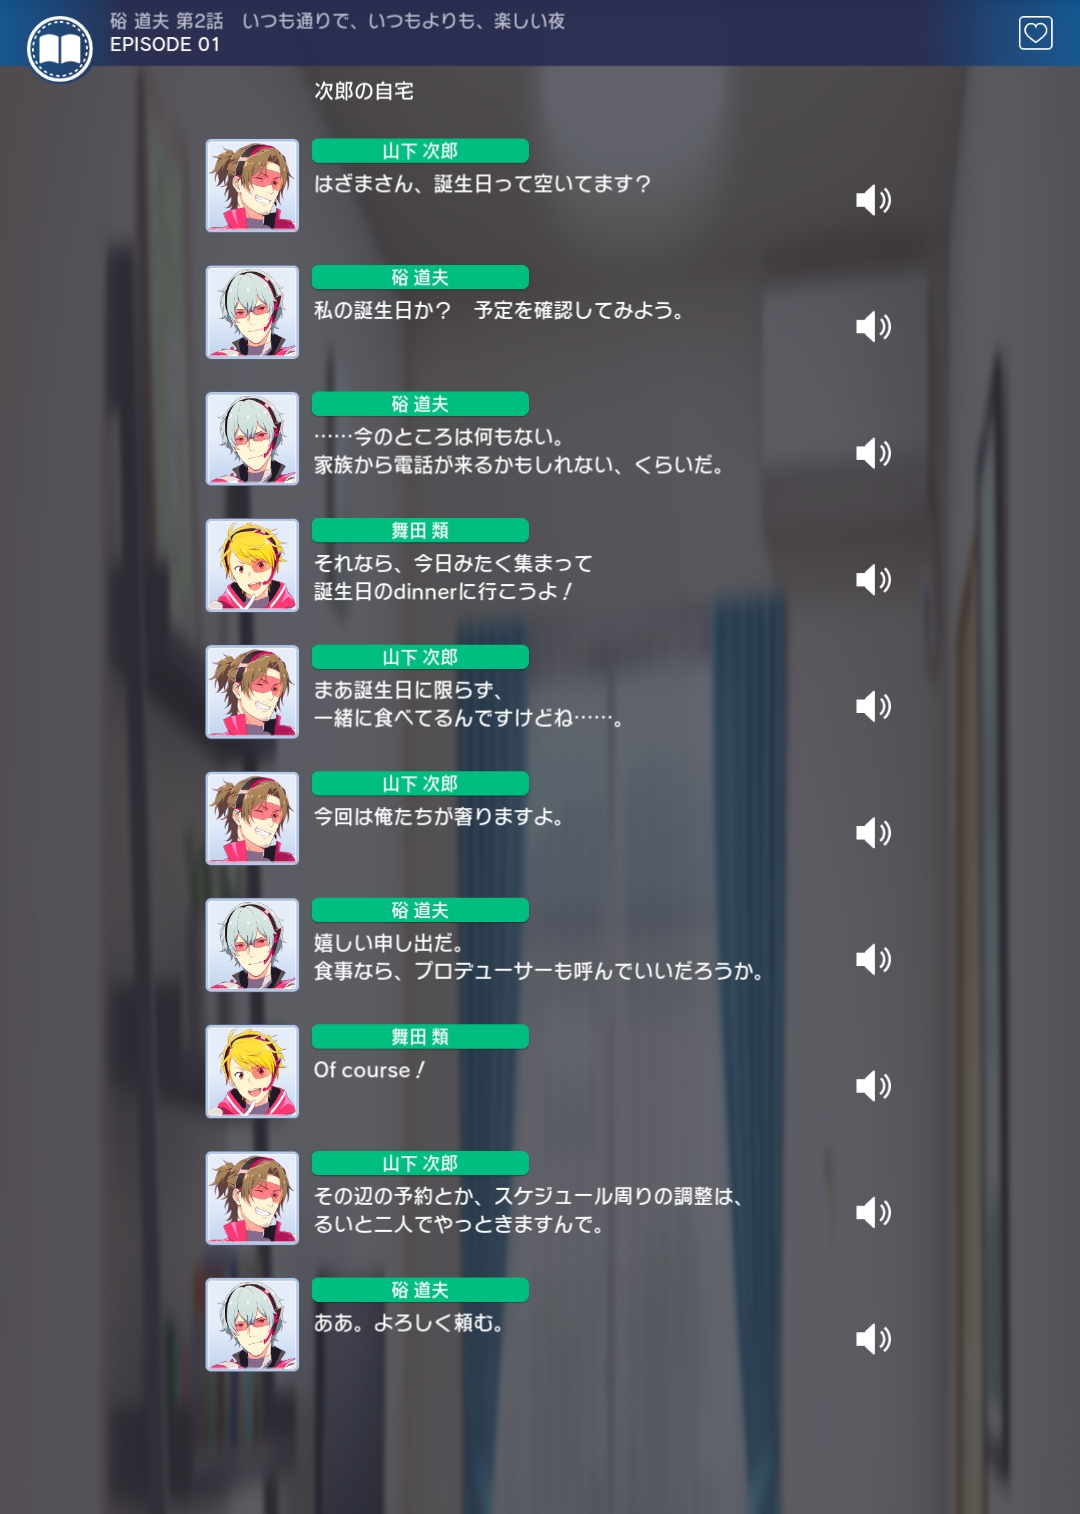 硲 道夫 第2話　いつも通りで、いつもよりも、楽しい夜
EPISODE 01
次郎の自宅
山下 次郎
はざまさん、誕生日って空いてます？
硲 道夫
私の誕生日か？　予定を確認してみよう。
硲 道夫
……今のところは何もない。
家族から電話が来るかもしれない、くらいだ。
舞田 類
それなら、今日みたく集まって
誕生日のdinnerに行こうよ！
山下 次郎
まあ誕生日に限らず、
一緒に食べてるんですけどね……。
山下 次郎
今回は俺たちが奢りますよ。
硲 道夫
嬉しい申し出だ。
食事なら、プロデューサーも呼んでいいだろうか。
舞田 類
Of course！
山下 次郎
その辺の予約とか、スケジュール周りの調整は、
るいと二人でやっときますんで。
硲 道夫
ああ。よろしく頼む。